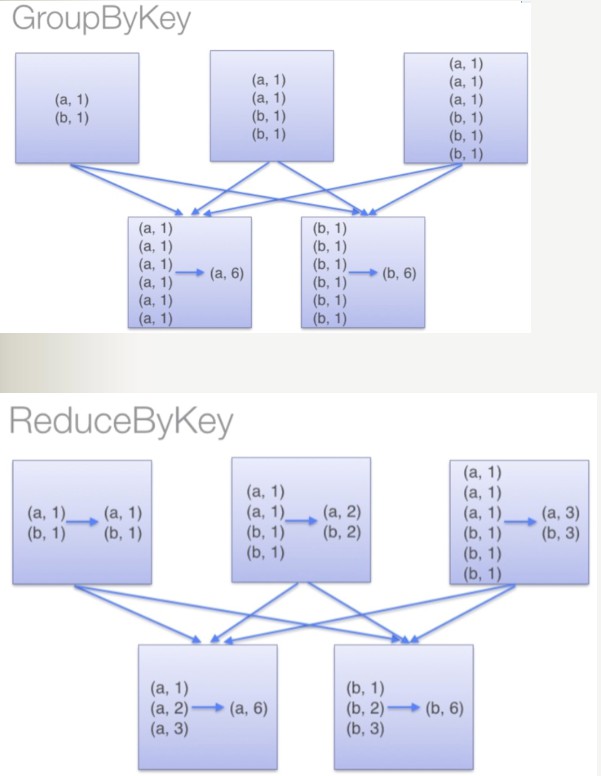 GroupByKey
(a, 1)
(b, 1)
(a, 1)
(a, 1)
(b, 1)
(b, 1)
(a, 1)
(a, 1)
(a, 1)
(b, 1)
(b, 1)
(b, 1)
(a, 1)
(a, 1)
(a, 1)
(a, 1)
(a, 1)
(a, 1)
(a, 6)
(b, 1)
(b, 1)
(b, 1)
(b, 1)
(b, 1)
(b, 1)
(b, 6)
ReduceByKey
(a, 1)
(b, 1)
(a, 1)
(b, 1)
(a, 1)
(a, 1)
(b, 1)
(b, 1)
(a, 2)
(b, 2)
(a, 1)
(a, 1)
(a, 1)
(b, 1)
(b, 1)
(b, 1)
(a, 3)
(b, 3)
(a, 1)
(a, 2)
(a, 3)
(a, 6)
(b, 1)
(b, 2)
(b, 3)
(b, 6)